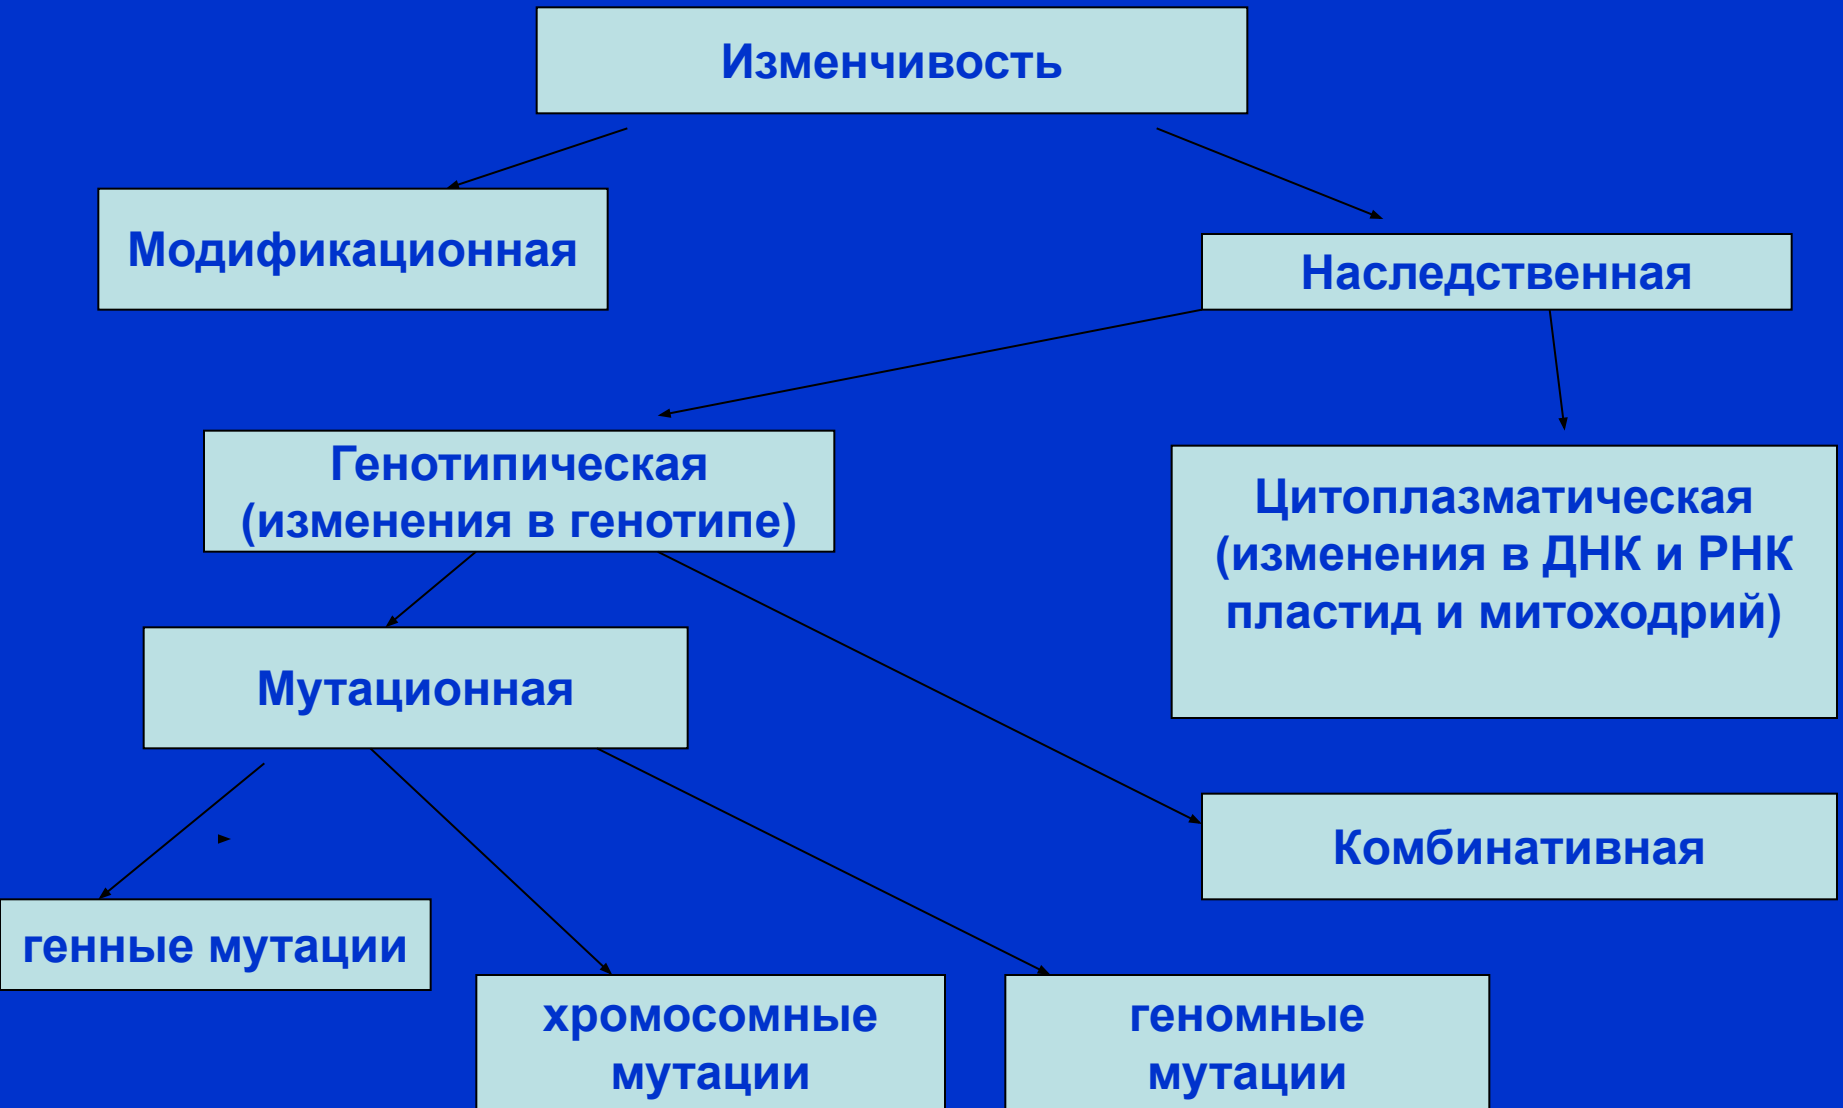 Изменчивость
Модификационная
Наследственная
Генотипическая
(изменения в генотипе)
Цитоплазматическая
(изменения в ДНК и РНК
пластид и митоходрий)
Мутационная
Комбинативная
генные мутации
хромосомные
мутации
геномные
мутации